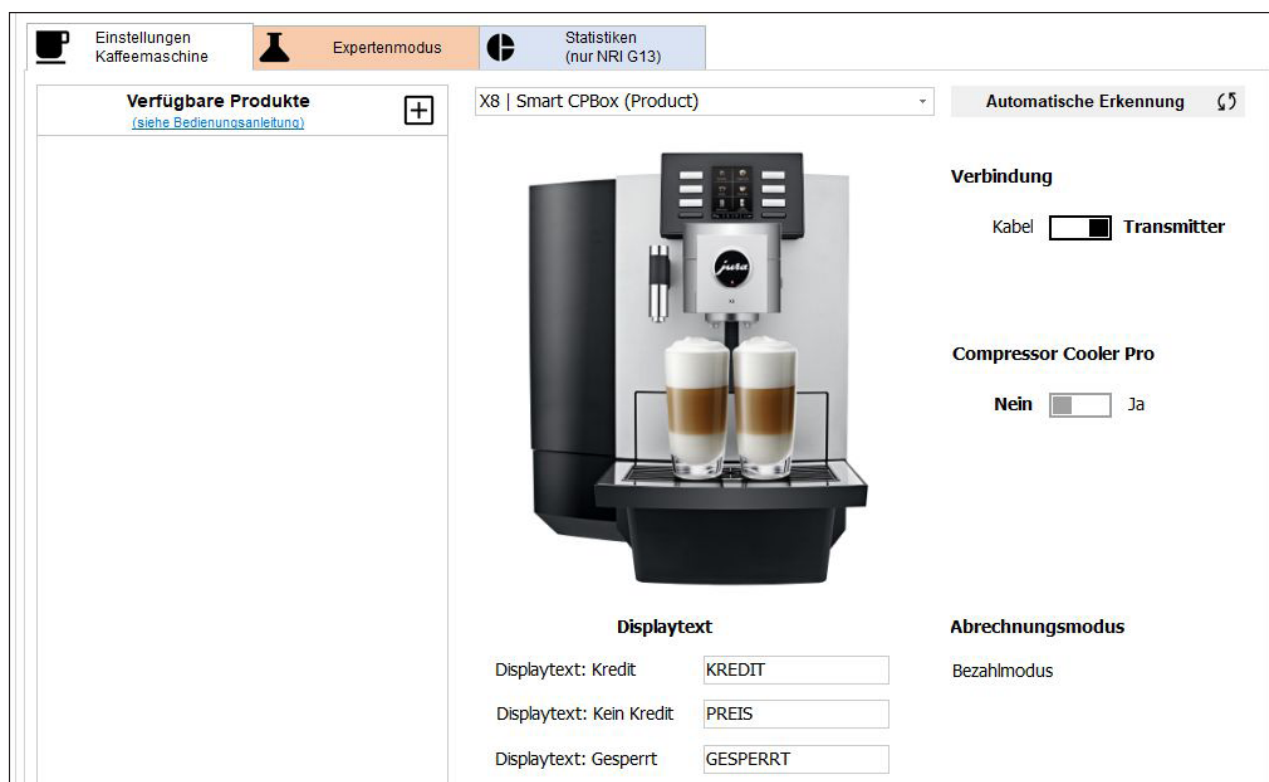 Einstellungen
Kaffeemaschine
Expertenmodus
Statistiken
(nur NRI G13)
Verfügbare Produkte
(siehe Bedienungsanleitung)
X8 | Smart CPBox (Product)
Automatische Erkennung
jura
X8
Verbindung
Kabel Transmitter
Compressor Cooler Pro
Nein Ja
Displaytext
Displaytext: Kredit KREDIT
Displaytext: Kein Kredit PREIS
Displaytext: Gesperrt GESPERRT
Abrechnungsmodus
Bezahlmodus